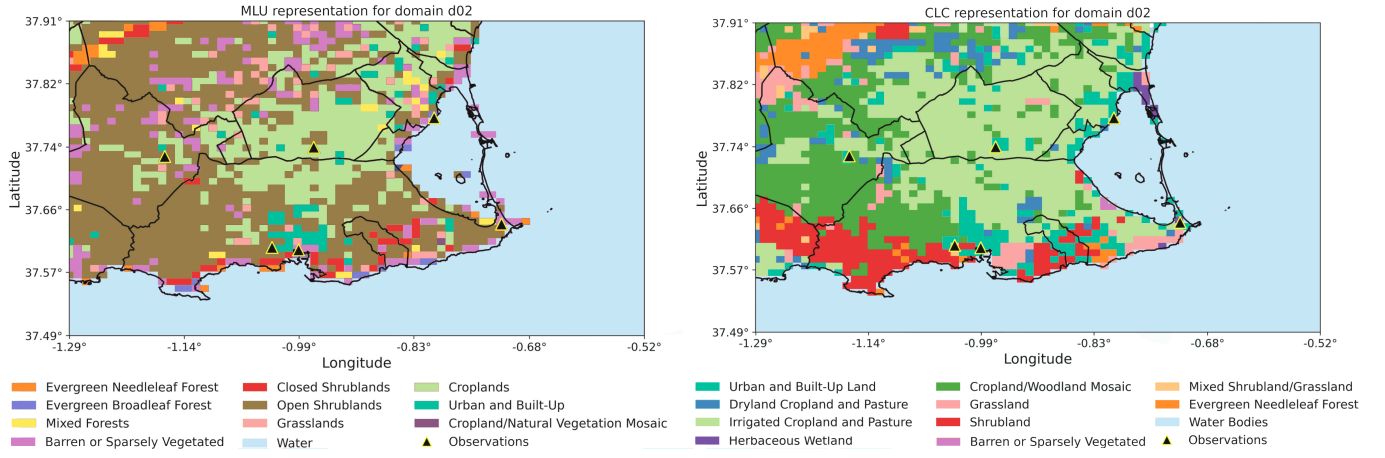 MLU representation for domain d02
37.91°
37.82°
37.74°
37.66°
37.57°
37.49°
Latitude
-1.29°
-1.14°
-0.99°
-0.83°
-0.68°
-0.52°
Longitude
Evergreen Needleleaf Forest
Evergreen Broadleaf Forest
Mixed Forests
Barren or Sparsely Vegetated
Closed Shrublands
Open Shrublands
Grasslands
Water
Croplands
Urban and Built-Up
Cropland/Natural Vegetation Mosaic
Observations
CLC representation for domain d02
37.91°
37.82°
37.74°
37.66°
37.57°
37.49°
Latitude
-1.29°
-1.14°
-0.99°
-0.83°
-0.68°
-0.52°
Longitude
Urban and Built-Up Land
Dryland Cropland and Pasture
Irrigated Cropland and Pasture
Herbaceous Wetland
Cropland/Woodland Mosaic
Grassland
Shrubland
Barren or Sparsely Vegetated
Mixed Shrubland/Grassland
Evergreen Needleleaf Forest
Water Bodies
Observations